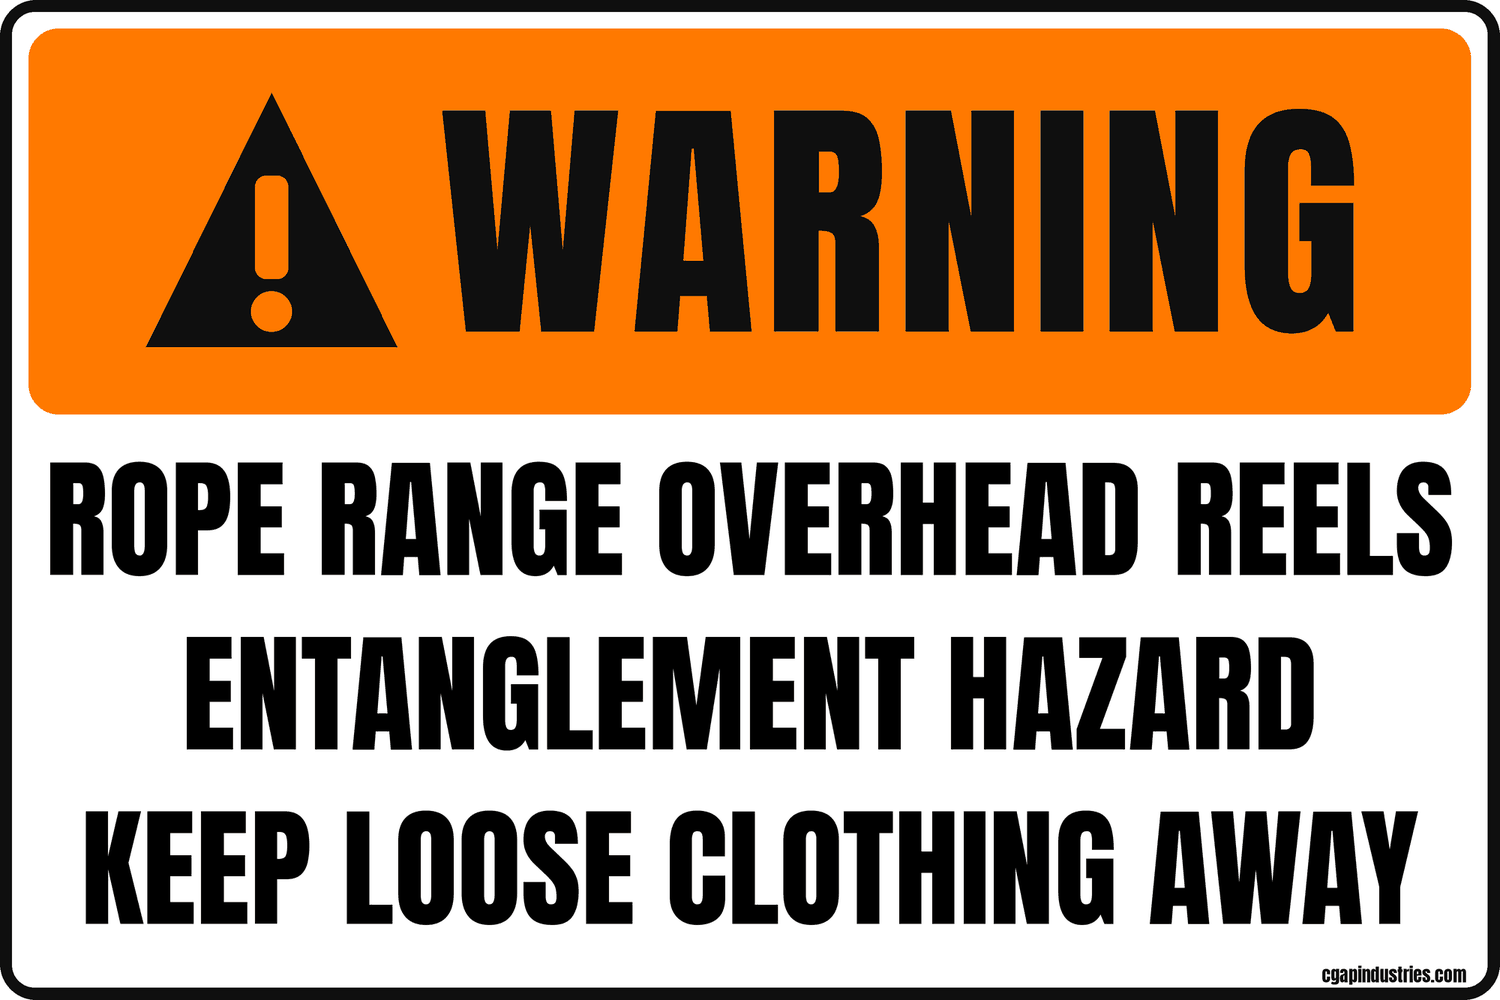 WARNING
ROPE RANGE OVERHEAD REELS
ENTANGLEMENT HAZARD
KEEP LOOSE CLOTHING AWAY
cgapindustries.com